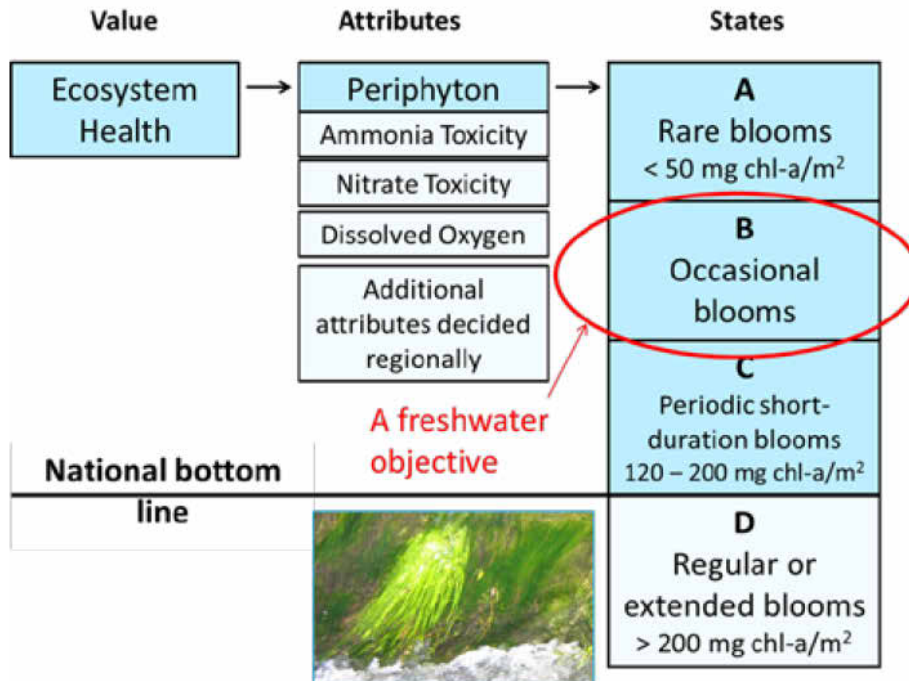 Value
Attributes
States
Ecosystem
Health
Periphyton
Ammonia Toxicity
Nitrate Toxicity
Dissolved Oxygen
Additional
attributes decided
regionally
A
Rare blooms
< 50 mg chl-a/m²
B
Occasional
blooms
C
Periodic short-
duration blooms
120 – 200 mg chl-a/m²
D
Regular or
extended blooms
> 200 mg chl-a/m²
A freshwater
objective
National bottom
line